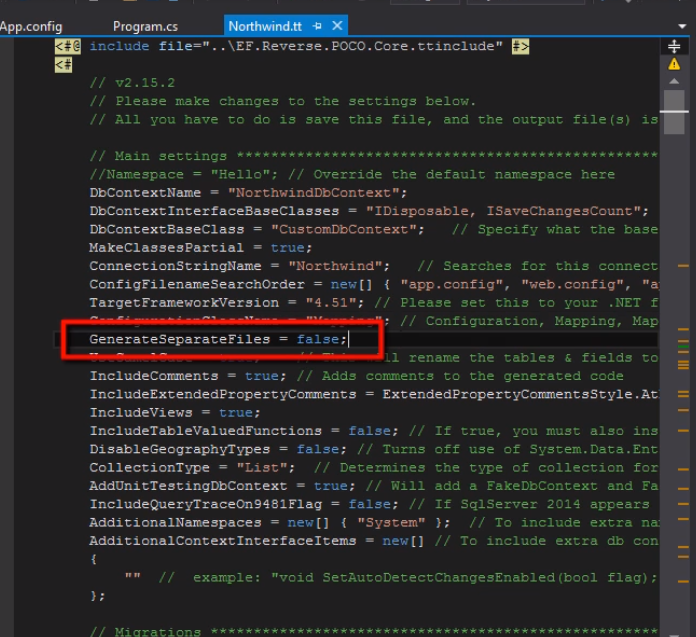 App.config Program.cs Northwind.tt
<#@ include file="..\EF.Reverse.POCO.Core.ttinclude" #>
<#
// v2.15.2
// Please make changes to the settings below.
// All you have to do is save this file, and the output file(s) is
// Main settings **************************************************
//Namespace = "Hello"; // Override the default namespace here
DbContextName = "NorthwindDbContext";
DbContextInterfaceBaseClasses = "IDisposable, ISaveChangesCount";
DbContextBaseClass = "CustomDbContext"; // Specify what the base
MakeClassesPartial = true;
ConnectionStringName = "Northwind"; // Searches for this connect
ConfigFilenameSearchOrder = new[] { "app.config", "web.config", "a
TargetFrameworkVersion = "4.51"; // Please set this to your .NET f
ConfigurationClassName = "Mapping"; // Configuration, Mapping, Map
GenerateSeparateFiles = false;
will rename the tables & fields to
IncludeComments = true; // Adds comments to the generated code
IncludeExtendedPropertyComments = ExtendedPropertyCommentsStyle.At
IncludeViews = true;
IncludeTableValuedFunctions = false; // If true, you must also ins
DisableGeographyTypes = false; // Turns off use of System.Data.Ent
CollectionType = "List"; // Determines the type of collection for
AddUnitTestingDbContext = true; // Will add a FakeDbContext and Fa
IncludeQueryTraceOn9481Flag = false; // If SqlServer 2014 appears
AdditionalNamespaces = new[] { "System" }; // To include extra na
AdditionalContextInterfaceItems = new[] // To include extra db con
{
"" // example: "void SetAutoDetectChangesEnabled(bool flag);
};
// Migrations *****************************************************